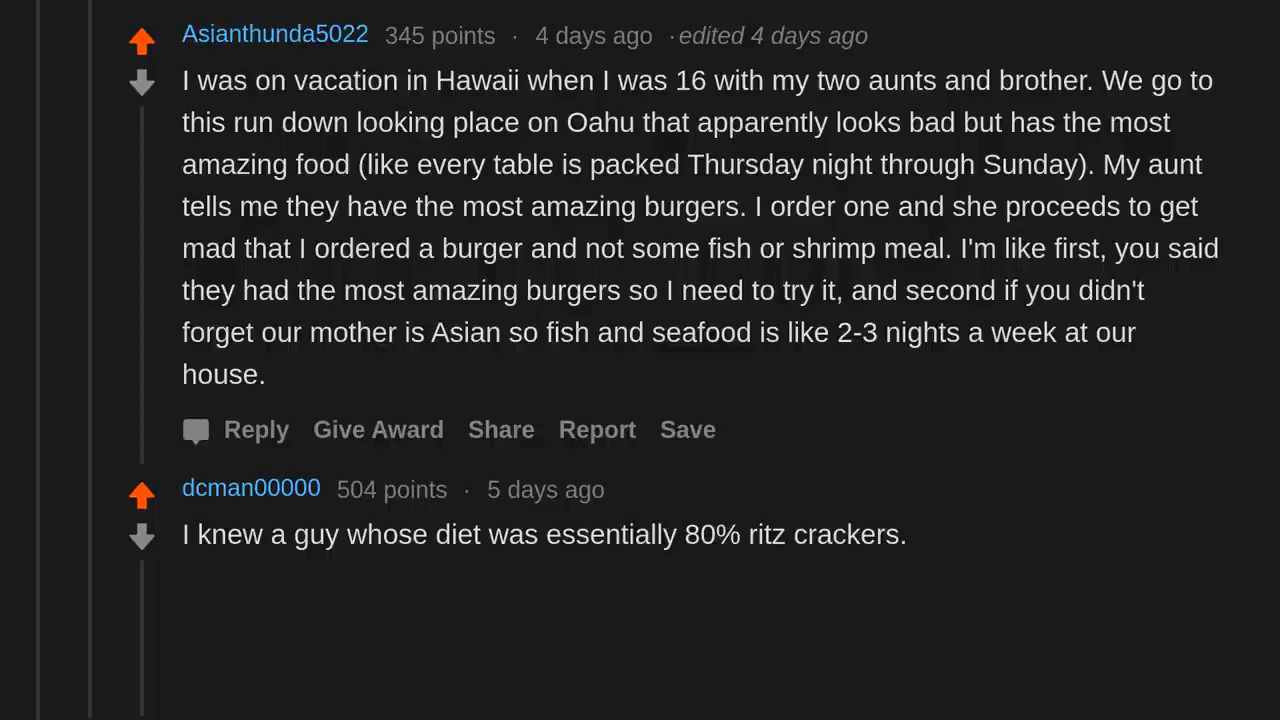 Asianthunda5022 345 points · 4 days ago · edited 4 days ago
I was on vacation in Hawaii when I was 16 with my two aunts and brother. We go to
this run down looking place on Oahu that apparently looks bad but has the most
amazing food (like every table is packed Thursday night through Sunday). My aunt
tells me they have the most amazing burgers. I order one and she proceeds to get
mad that I ordered a burger and not some fish or shrimp meal. I'm like first, you said
they had the most amazing burgers so I need to try it, and second if you didn't
forget our mother is Asian so fish and seafood is like 2-3 nights a week at our
house.
Reply Give Award Share Report Save
dcman00000 504 points · 5 days ago
I knew a guy whose diet was essentially 80% ritz crackers.